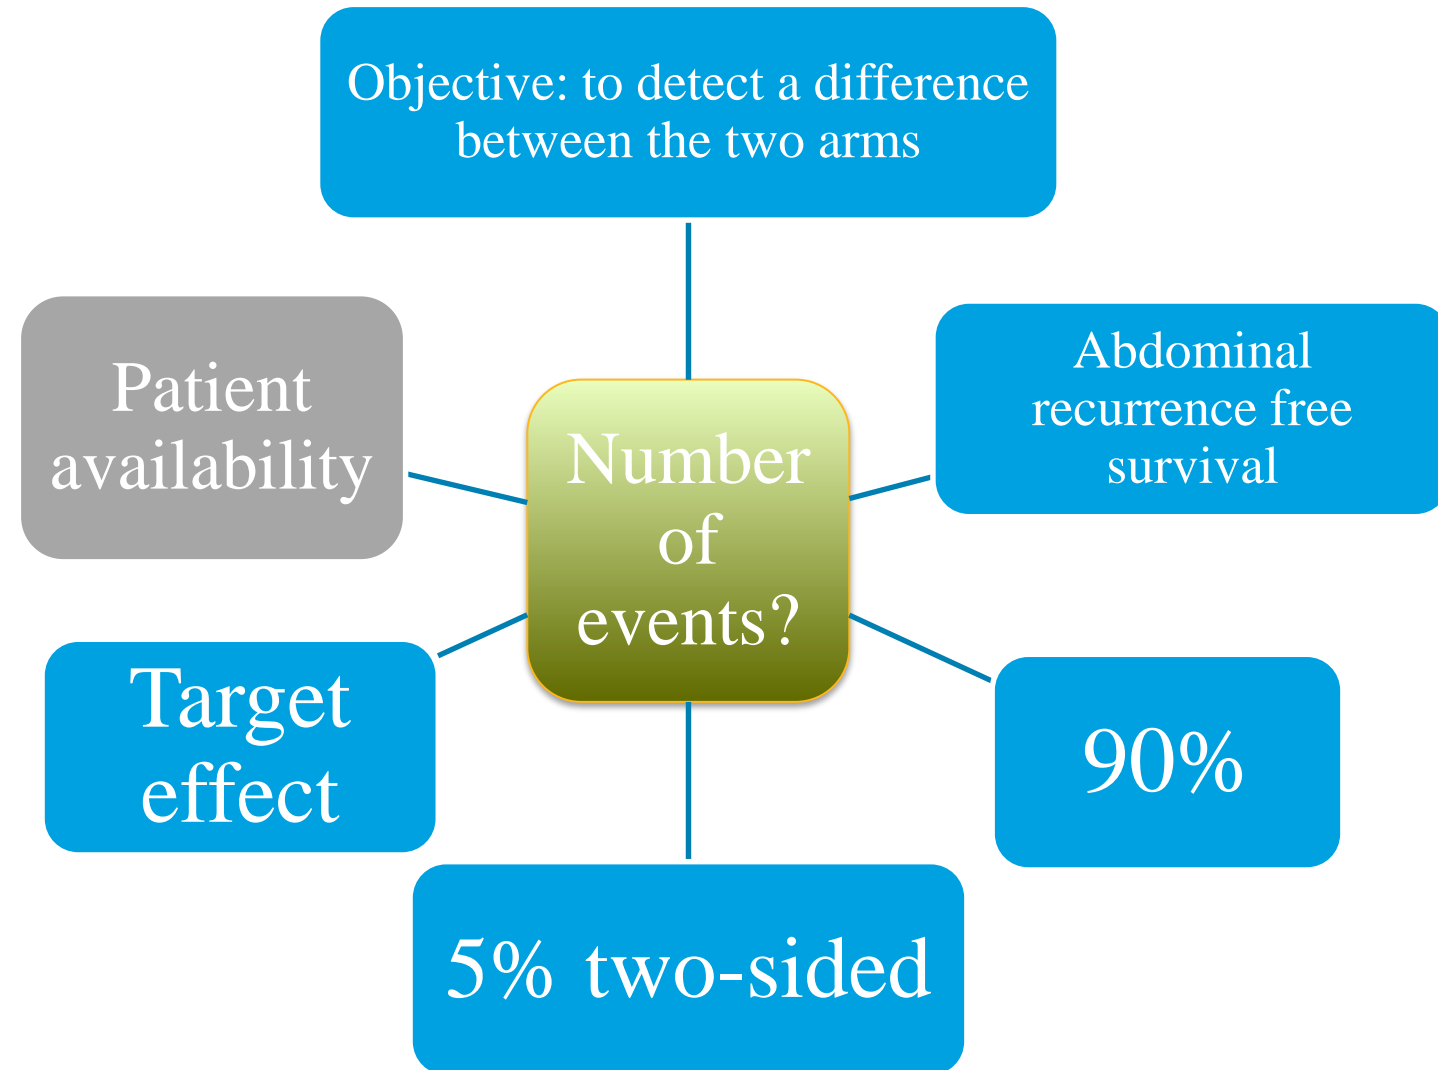 Objective: to detect a difference
between the two arms
Abdominal
recurrence free
survival
Patient
availability
Number
of
events?
Target
effect
90%
5% two-sided